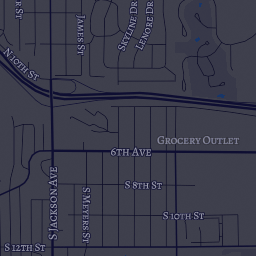 James St
Skyline Dr
Lenore Dr
N 10th St
Grocery Outlet
6th Ave
S 8th St
S Jackson Ave
S Meyers St
S 10th St
S 12th St